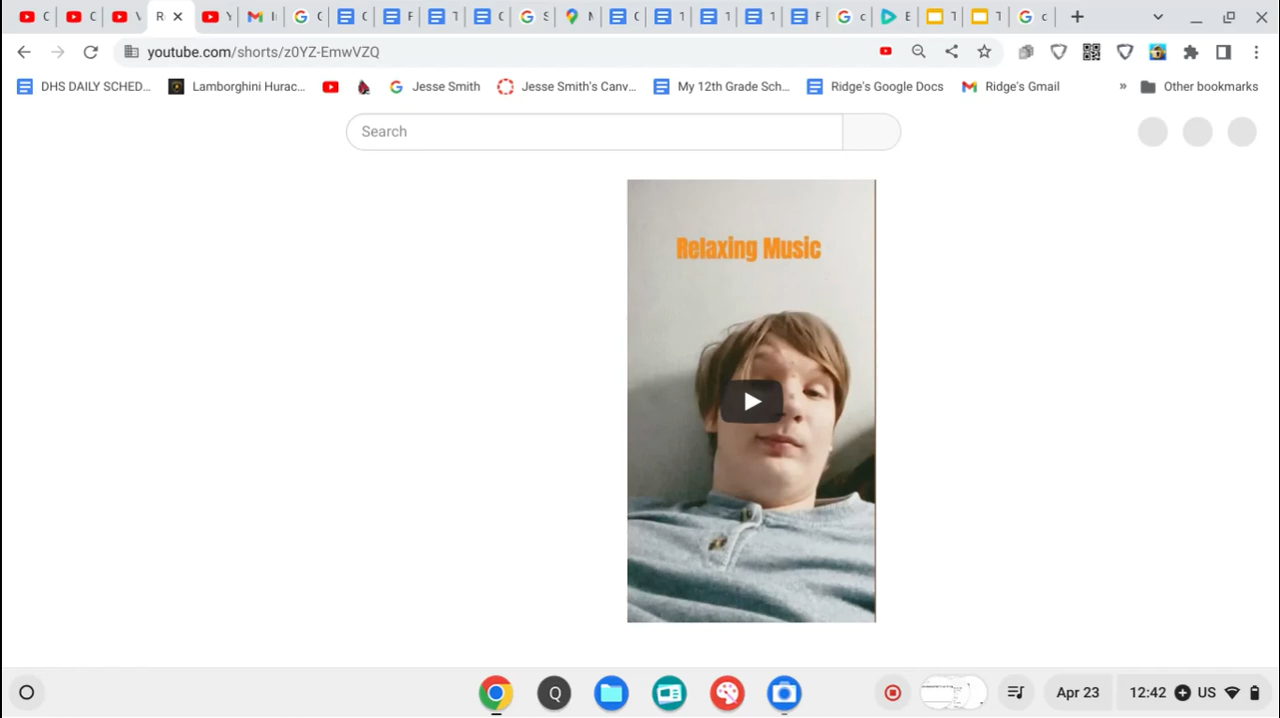 C
C
V
R
Y
I
C
C
F
T
C
S
M
C
T
T
T
F
c
E
T
T
c
youtube.com/shorts/z0YZ-EmwVZQ
DHS DAILY SCHED...
Lamborghini Hurac...
Jesse Smith
Jesse Smith's Canv...
My 12th Grade Sch...
Ridge's Google Docs
Ridge's Gmail
»
Other bookmarks
Search
Relaxing Music
Q
Apr 23
12:42
US